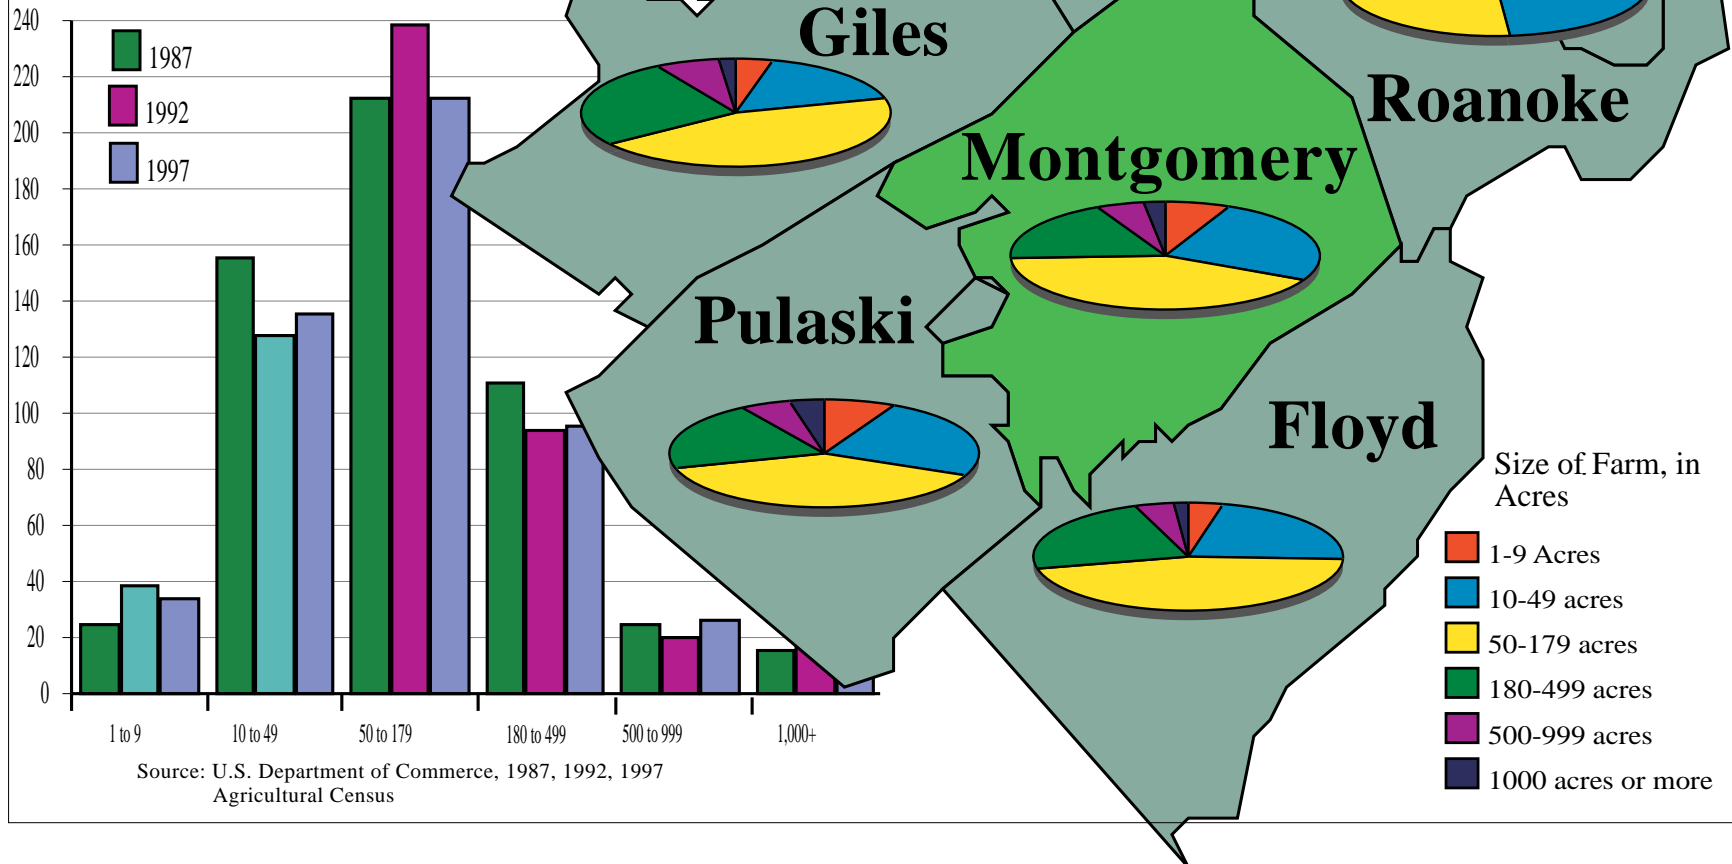 240
220
200
180
160
140
120
100
80
60
40
20
0
1987
1992
1997
1 to 9
10 to 49
50 to 179
180 to 499
500 to 999
1,000+
Source: U.S. Department of Commerce, 1987, 1992, 1997
Agricultural Census
Giles
Roanoke
Montgomery
Pulaski
Floyd
Size of Farm, in
Acres
1-9 Acres
10-49 acres
50-179 acres
180-499 acres
500-999 acres
1000 acres or more